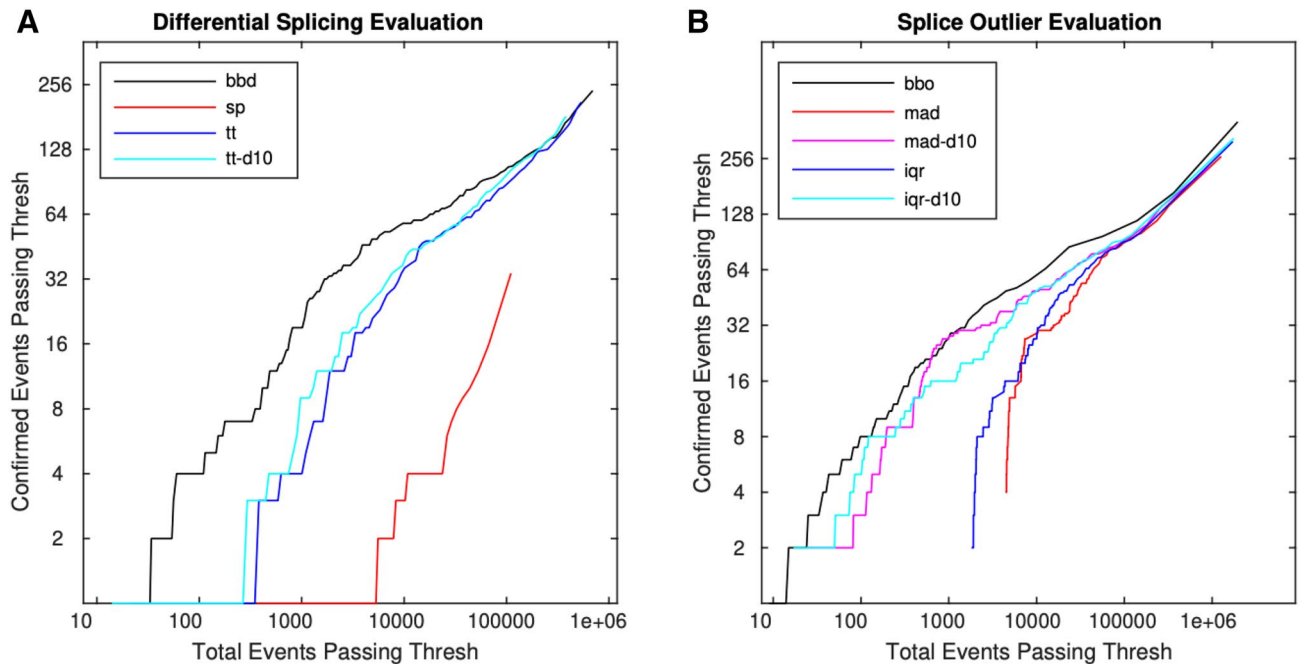 A
Differential Splicing Evaluation
bbd
sp
tt
tt-d10
256
128
64
32
16
8
4
2
Confirmed Events Passing Thresh
10
100
1000
10000
100000
1e+06
Total Events Passing Thresh
B
Splice Outlier Evaluation
bbo
mad
mad-d10
iqr
iqr-d10
256
128
64
32
16
8
4
2
Confirmed Events Passing Thresh
10
100
1000
10000
100000
1e+06
Total Events Passing Thresh